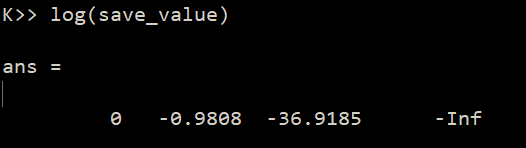 K>> log(save_value)
ans =
0 -0.9808 -36.9185 -Inf